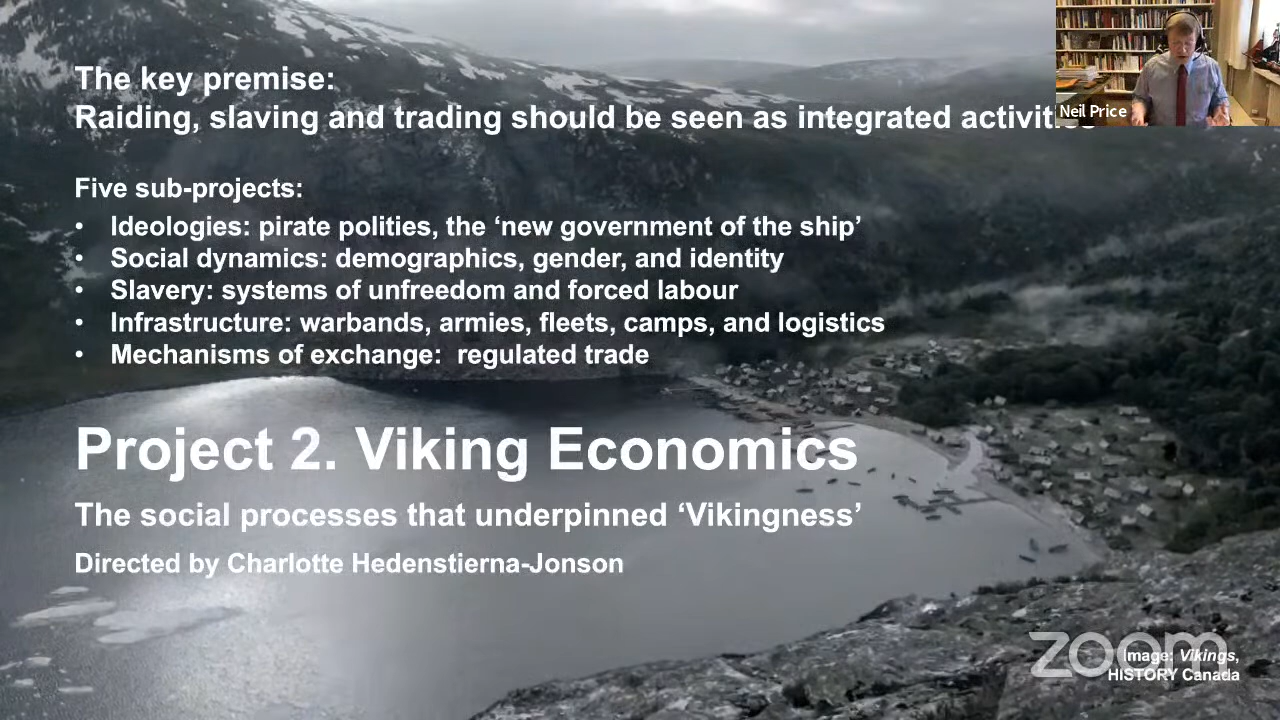 The key premise:
Raiding, slaving and trading should be seen as integrated
Neil Price
Five sub-projects:
• Ideologies: pirate polities, the ‘new government of the ship’
• Social dynamics: demographics, gender, and identity
• Slavery: systems of unfreedom and forced labour
• Infrastructure: warbands, armies, fleets, camps, and logistics
• Mechanisms of exchange:  regulated trade
Project 2. Viking Economics
The social processes that underpinned ‘Vikingness’
Directed by Charlotte Hedenstierna-Jonson
zoom
Image: Vikings,
HISTORY Canada